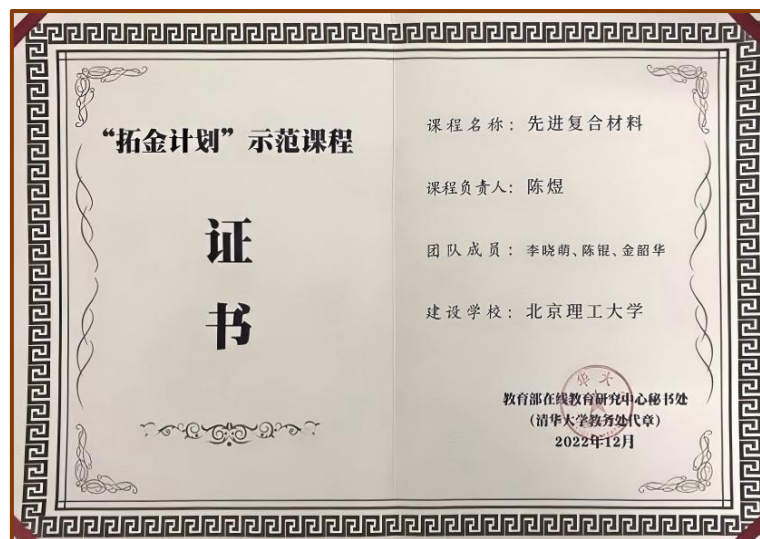 “拓金计划”示范课程
证
书
课程名称：先进复合材料
课程负责人：陈煜
团队成员：李晓萌、陈锟、金韶华
建设学校：北京理工大学
华大
教育部在线教育研究中心秘书处
（清华大学教务处代章）
2022年12月